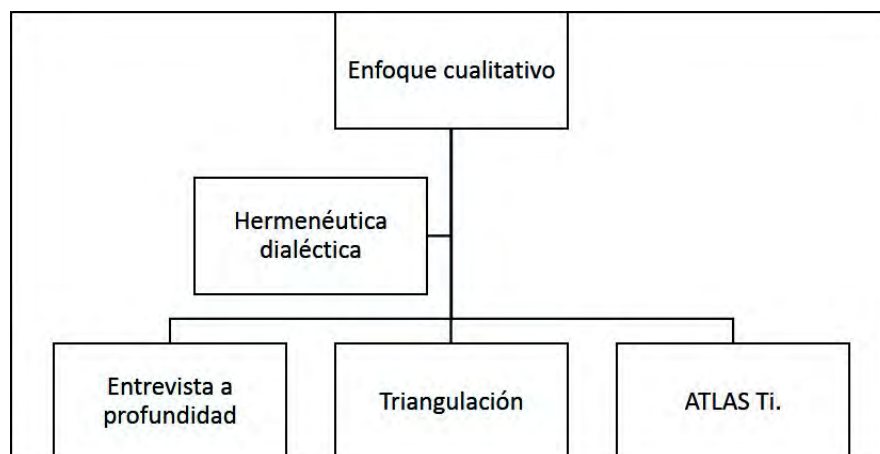 Enfoque cualitativo
Hermenéutica
dialéctica
Entrevista a
profundidad
Triangulación
ATLAS Ti.